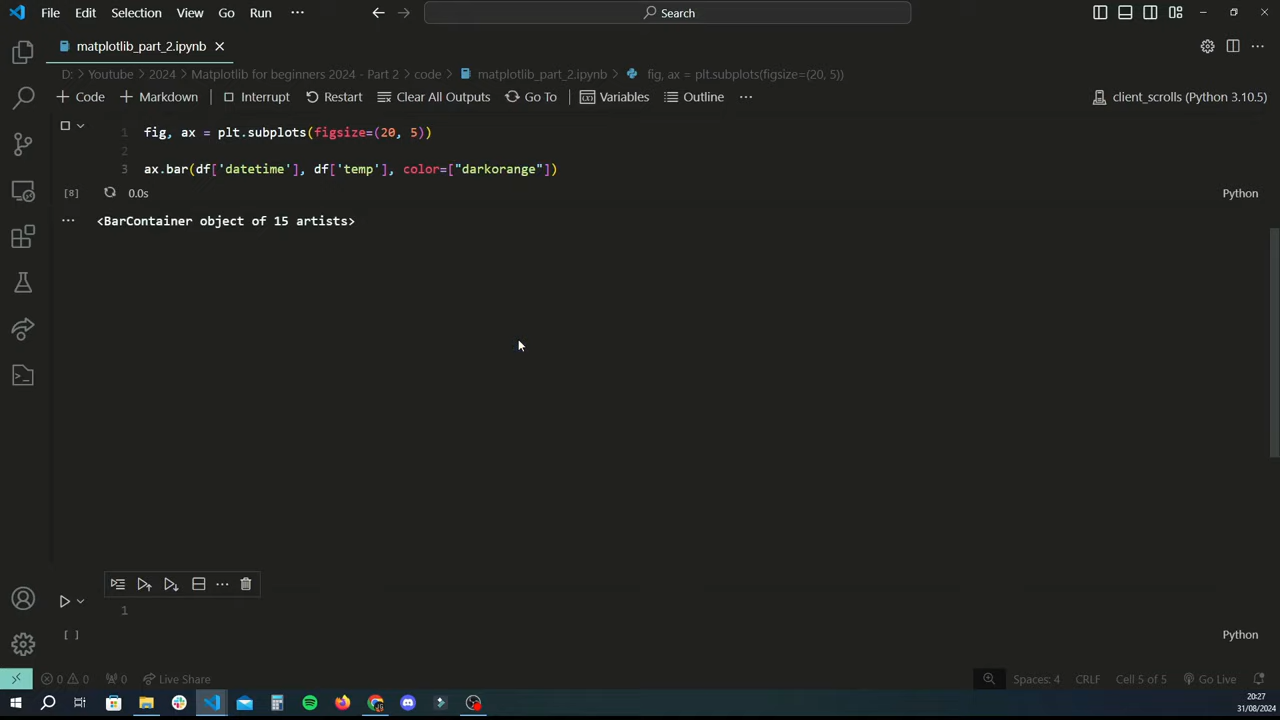 File Edit Selection View Go Run ··· Search
matplotlib_part_2.ipynb
D: > Youtube > 2024 > Matplotlib for beginners 2024 - Part 2 > code > matplotlib_part_2.ipynb > fig, ax = plt.subplots(figsize=(20, 5))
+ Code + Markdown Interrupt Restart Clear All Outputs Go To Variables Outline ··· client_scrolls (Python 3.10.5)
1 fig, ax = plt.subplots(figsize=(20, 5))
2
3 ax.bar(df['datetime'], df['temp'], color=["darkorange"])
[8] 0.0s Python
··· <BarContainer object of 15 artists>
1
[ ] Python
0 0 0 Live Share Spaces: 4 CRLF Cell 5 of 5 Go Live
20:27
31/08/2024